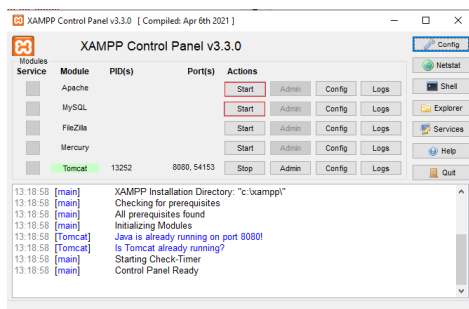 XAMPP Control Panel v3.3.0 [ Compiled: Apr 6th 2021 ]
XAMPP Control Panel v3.3.0
Config
Modules
Service Module PID(s) Port(s) Actions
Netstat
Apache Start Admin Config Logs
Shell
MySQL Start Admin Config Logs
Explorer
FileZilla Start Admin Config Logs
Services
Mercury Start Admin Config Logs
Help
Tomcat 13252 8080, 54153 Stop Admin Config Logs
Quit
13:18:58 [main] XAMPP Installation Directory: "c:\xampp\"
13:18:58 [main] Checking for prerequisites
13:18:58 [main] All prerequisites found
13:18:58 [main] Initializing Modules
13:18:58 [Tomcat] Java is already running on port 8080!
13:18:58 [Tomcat] Is Tomcat already running?
13:18:58 [main] Starting Check-Timer
13:18:58 [main] Control Panel Ready